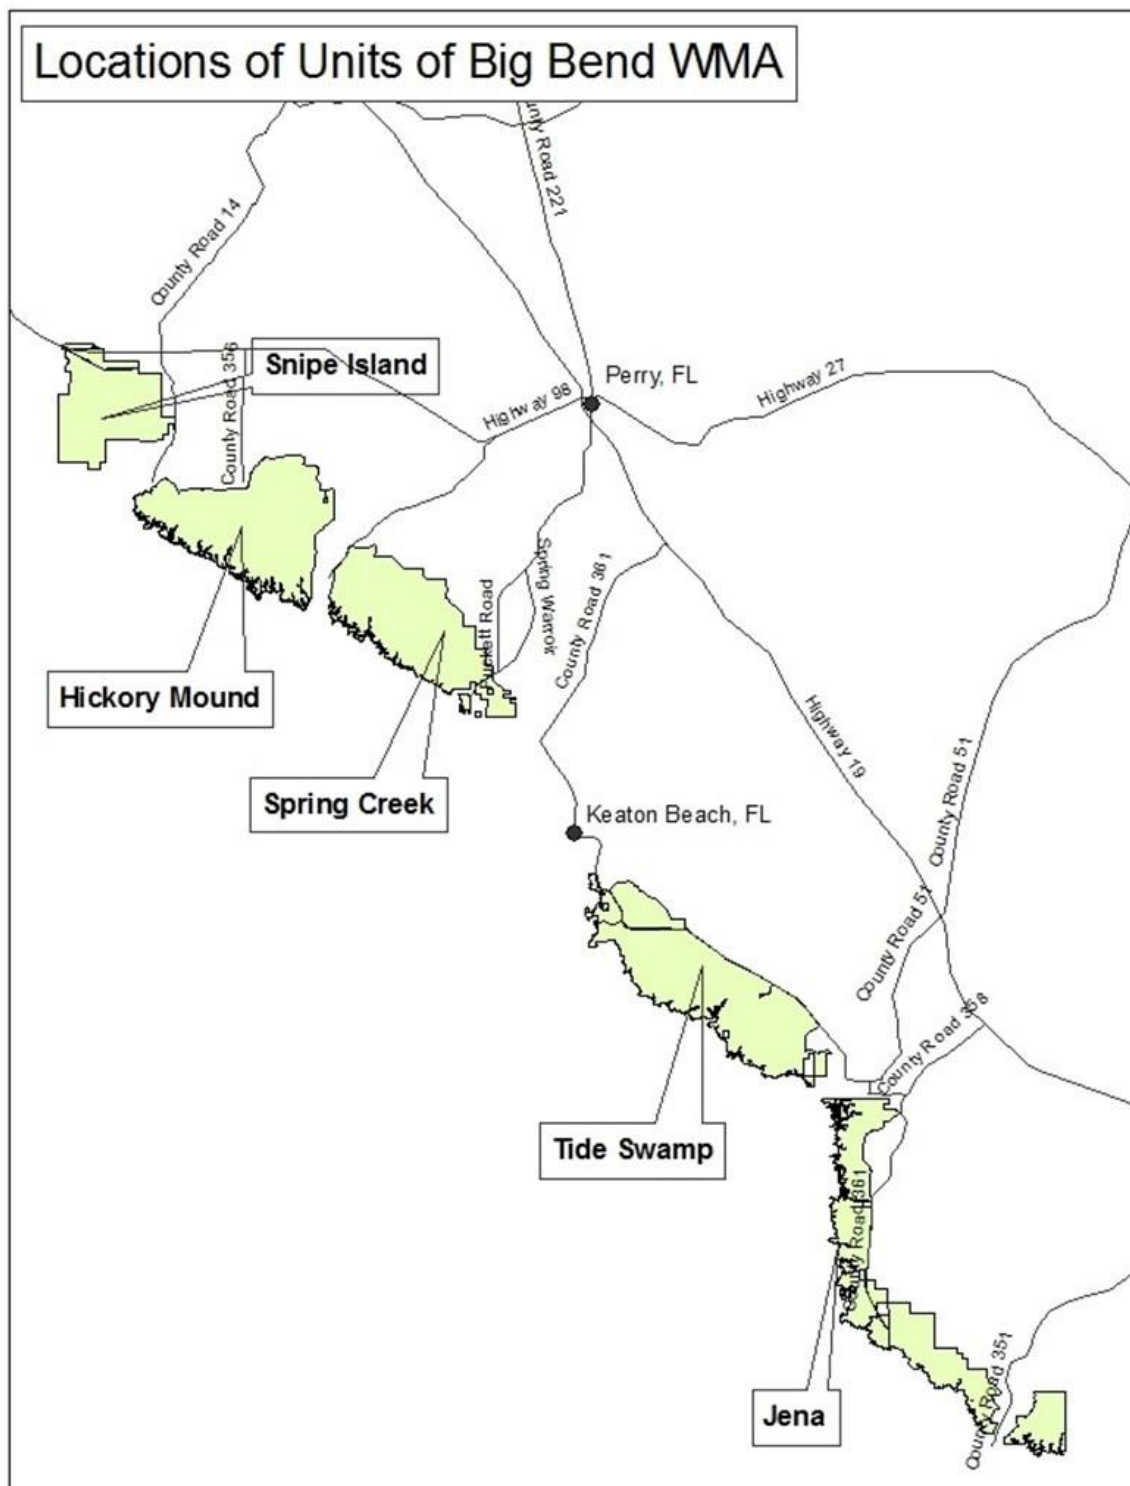 Locations of Units of Big Bend WMA
County Road 221
County Road 14
Snipe Island
County Road 356
Perry, FL
Highway 27
Highway 98
Spring Warrior
County Road 361
Puckett Road
Hickory Mound
Highway 19
County Road 51
Spring Creek
Keaton Beach, FL
County Road 51
County Road 358
Tide Swamp
County Road 361
County Road 351
Jena